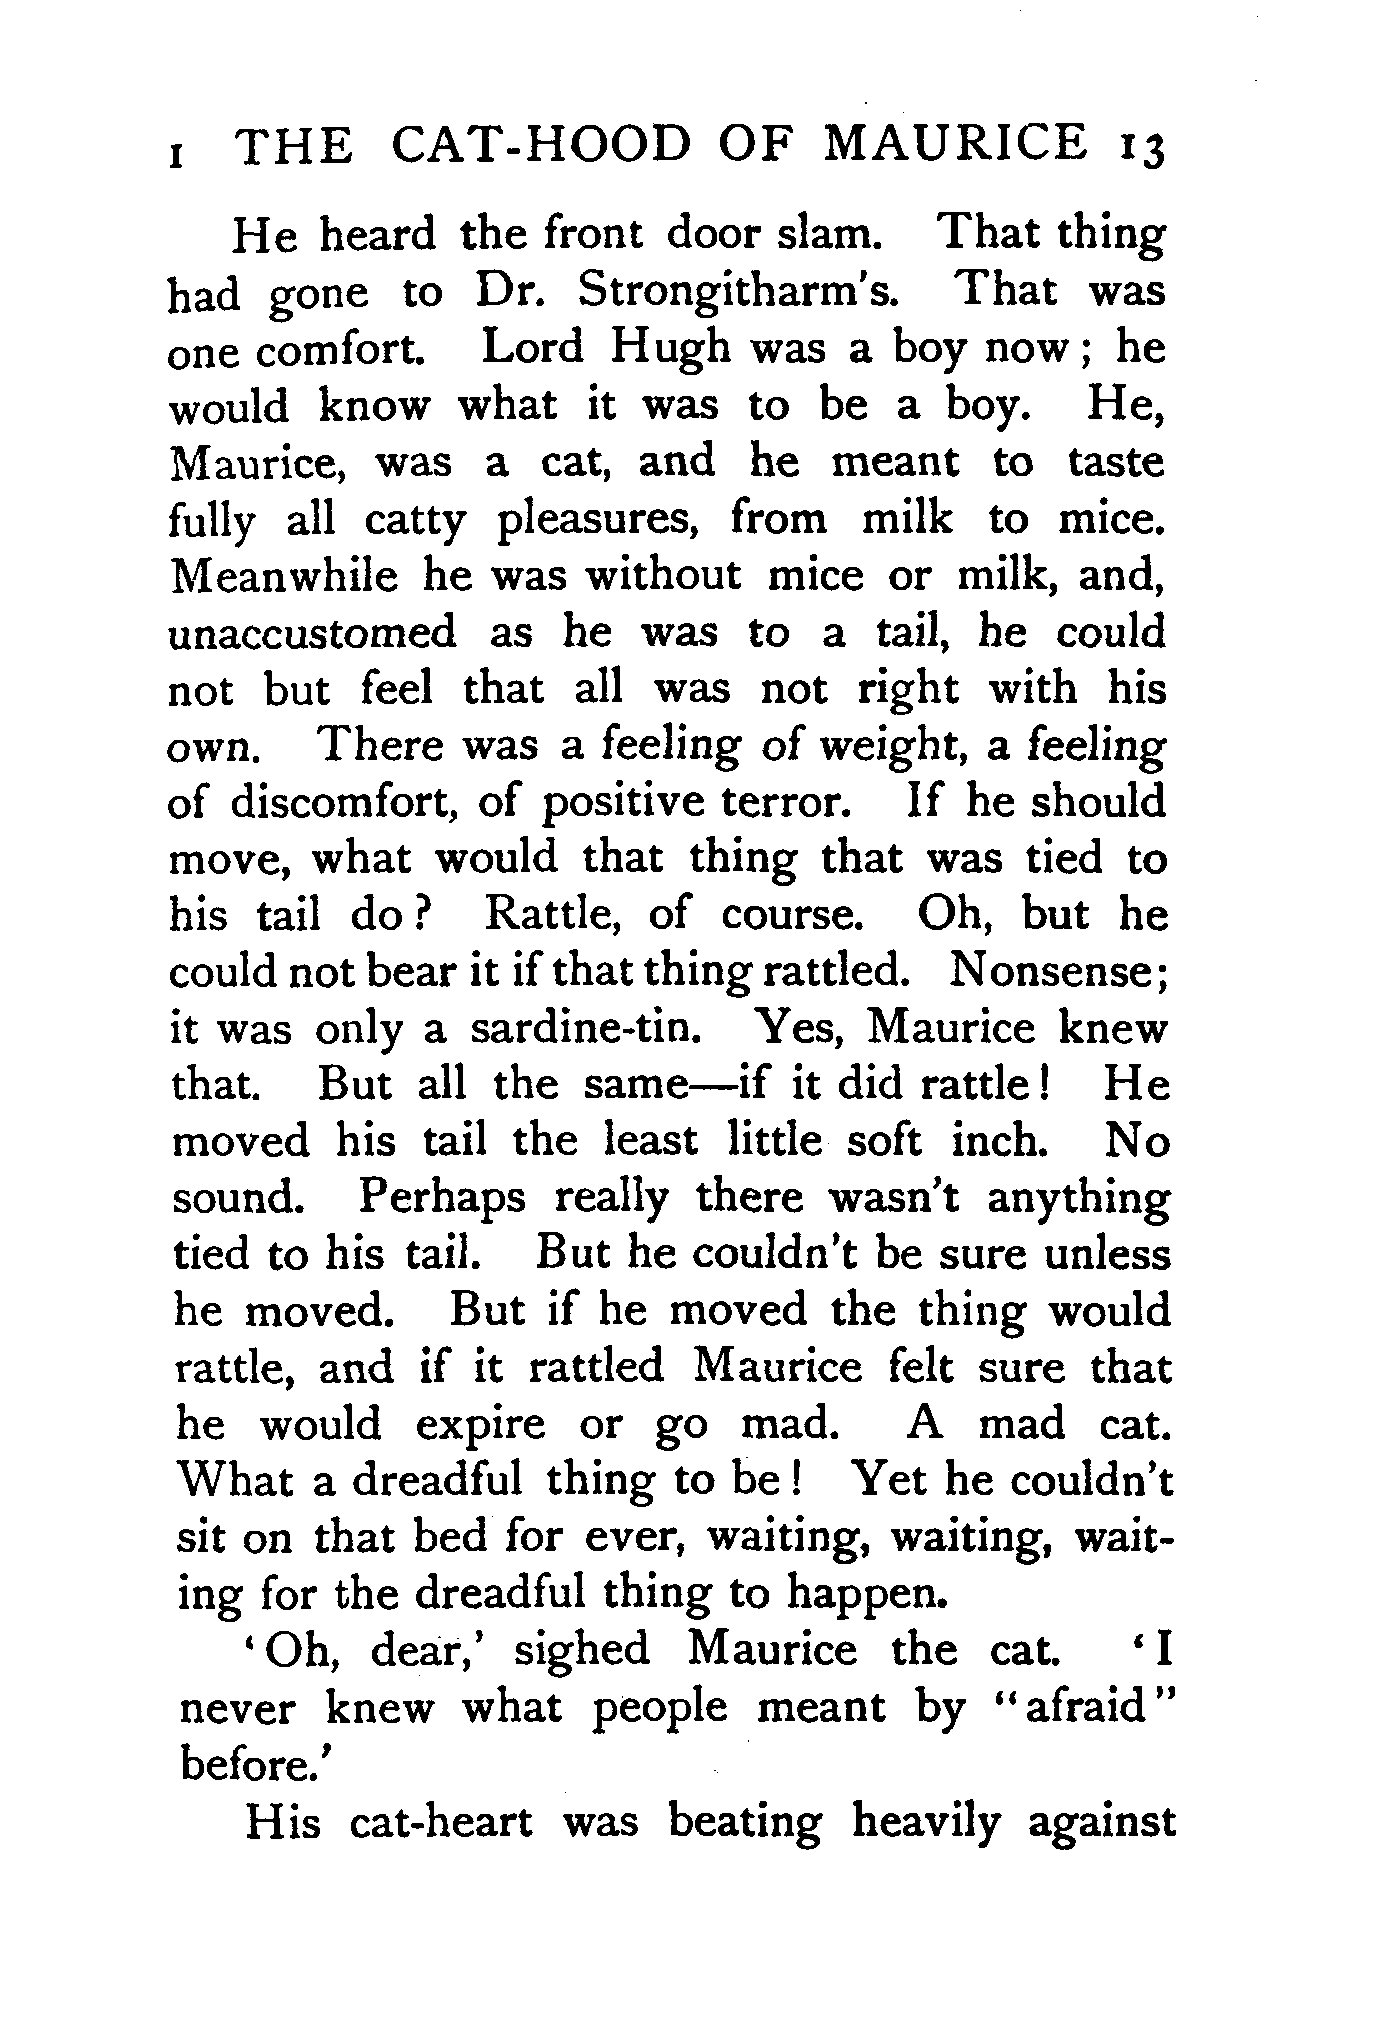 I THE CAT-HOOD OF MAURICE 13
He heard the front door slam. That thing
had gone to Dr. Strongitharm's. That was
one comfort. Lord Hugh was a boy now; he
would know what it was to be a boy. He,
Maurice, was a cat, and he meant to taste
fully all catty pleasures, from milk to mice.
Meanwhile he was without mice or milk, and,
unaccustomed as he was to a tail, he could
not but feel that all was not right with his
own. There was a feeling of weight, a feeling
of discomfort, of positive terror. If he should
move, what would that thing that was tied to
his tail do? Rattle, of course. Oh, but he
could not bear it if that thing rattled. Nonsense;
it was only a sardine-tin. Yes, Maurice knew
that. But all the same—if it did rattle! He
moved his tail the least little soft inch. No
sound. Perhaps really there wasn't anything
tied to his tail. But he couldn't be sure unless
he moved. But if he moved the thing would
rattle, and if it rattled Maurice felt sure that
he would expire or go mad. A mad cat.
What a dreadful thing to be! Yet he couldn't
sit on that bed for ever, waiting, waiting, wait-
ing for the dreadful thing to happen.
'Oh, dear,' sighed Maurice the cat. 'I
never knew what people meant by "afraid"
before.'
His cat-heart was beating heavily against